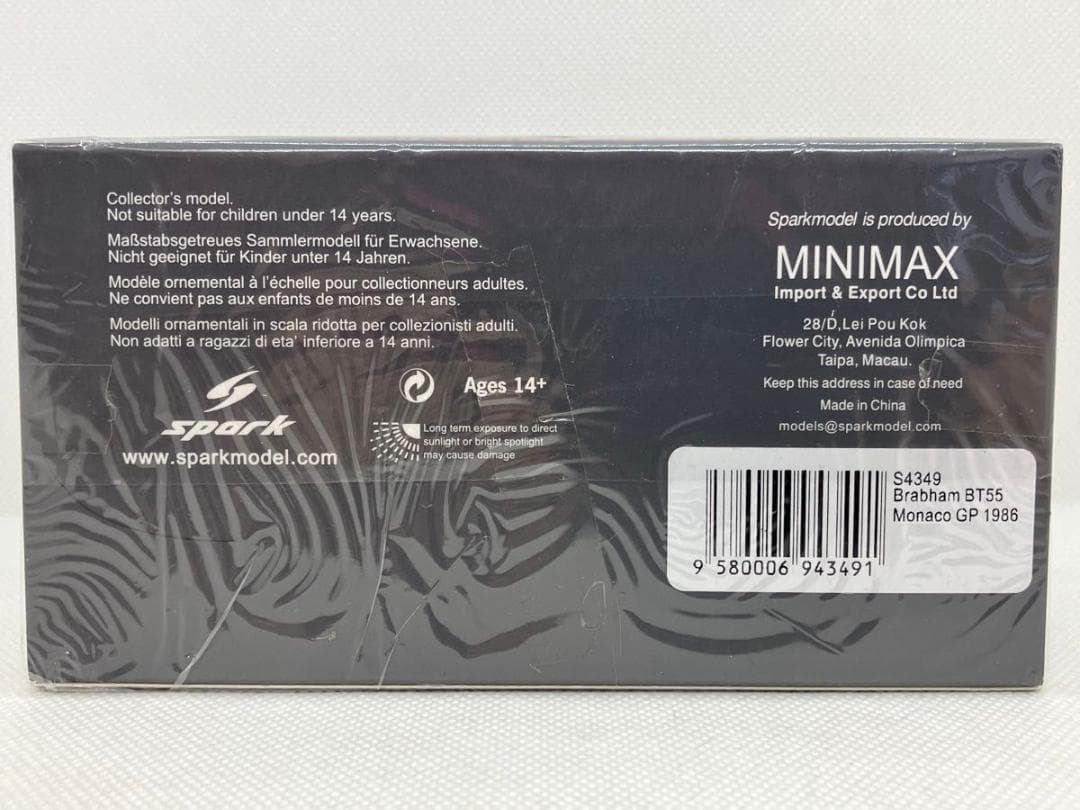 Collector's model.
Not suitable for children under 14 years.
Maßstabsgetreues Sammlermodell für Erwachsene.
Nicht geeignet für Kinder unter 14 Jahren.
Modèle ornemental à l'échelle pour collectionneurs adultes.
Ne convient pas aux enfants de moins de 14 ans.
Modelli ornamentali in scala ridotta per collezionisti adulti.
Non adatti a ragazzi di eta' inferiore a 14 anni.
spark
www.sparkmodel.com
Ages 14+
Long term exposure to direct
sunlight or bright spotlight
may cause damage
Sparkmodel is produced by
MINIMAX
Import & Export Co Ltd
28/D,Lei Pou Kok
Flower City, Avenida Olimpica
Taipa, Macau.
Keep this address in case of need
Made in China
models@sparkmodel.com
S4349
Brabham BT55
Monaco GP 1986
9 580006 943491